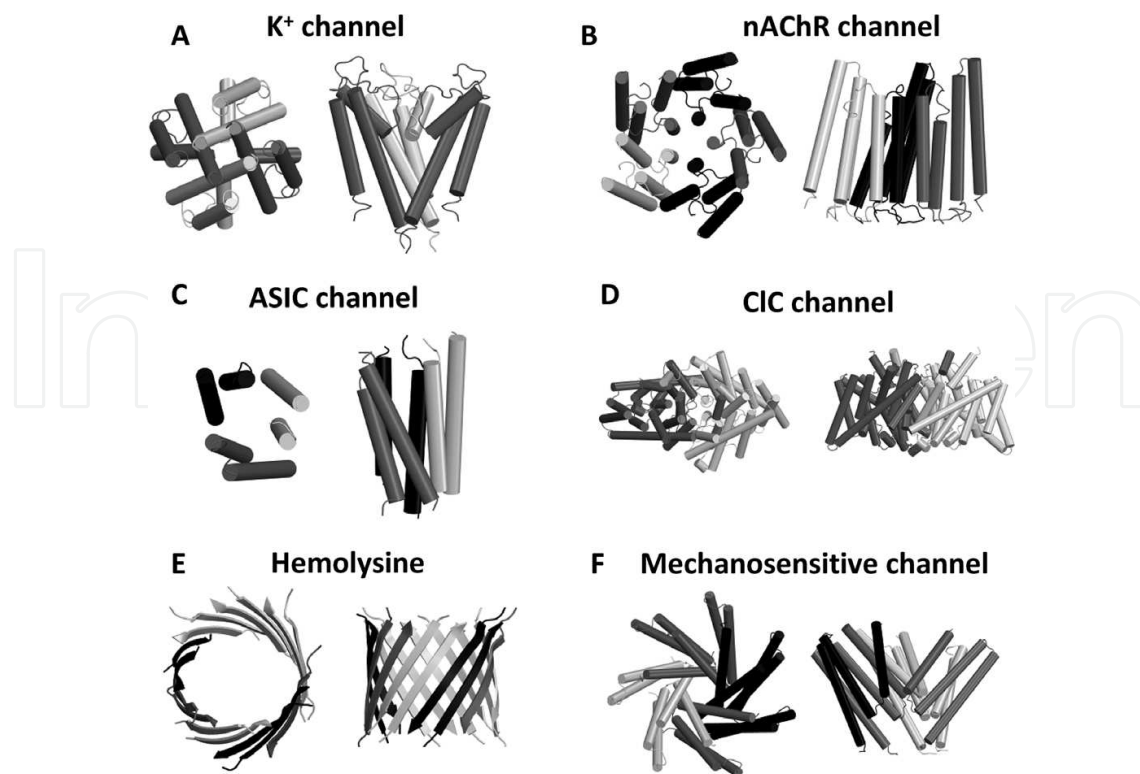 A
K⁺ channel
B
nAChR channel
C
ASIC channel
D
ClC channel
E
Hemolysine
F
Mechanosensitive channel